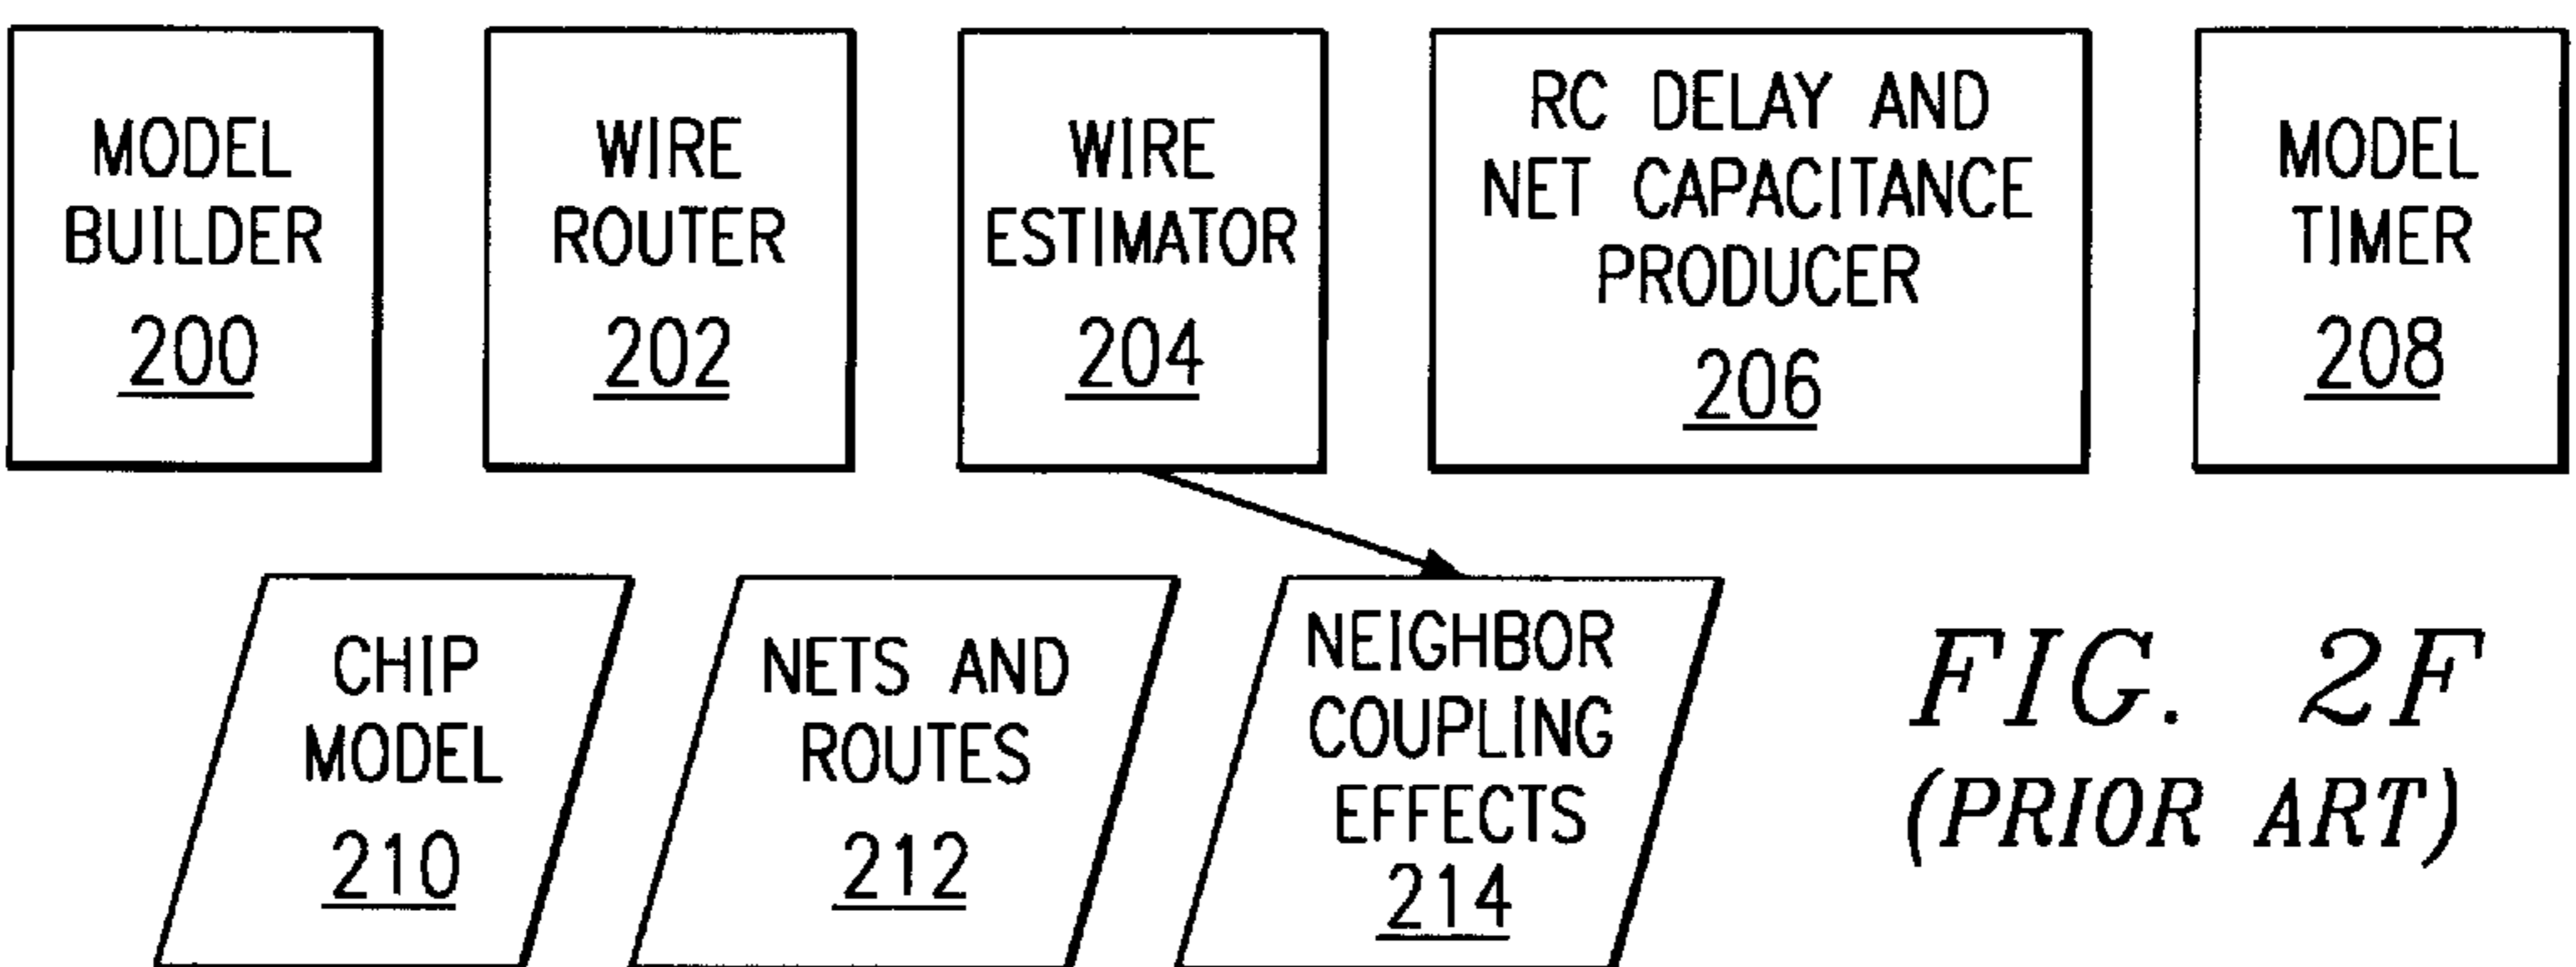 MODEL
BUILDER
200
WIRE
ROUTER
202
WIRE
ESTIMATOR
204
RC DELAY AND
NET CAPACITANCE
PRODUCER
206
MODEL
TIMER
208
CHIP
MODEL
210
NETS AND
ROUTES
212
NEIGHBOR
COUPLING
EFFECTS
214
FIG. 2F
(PRIOR ART)